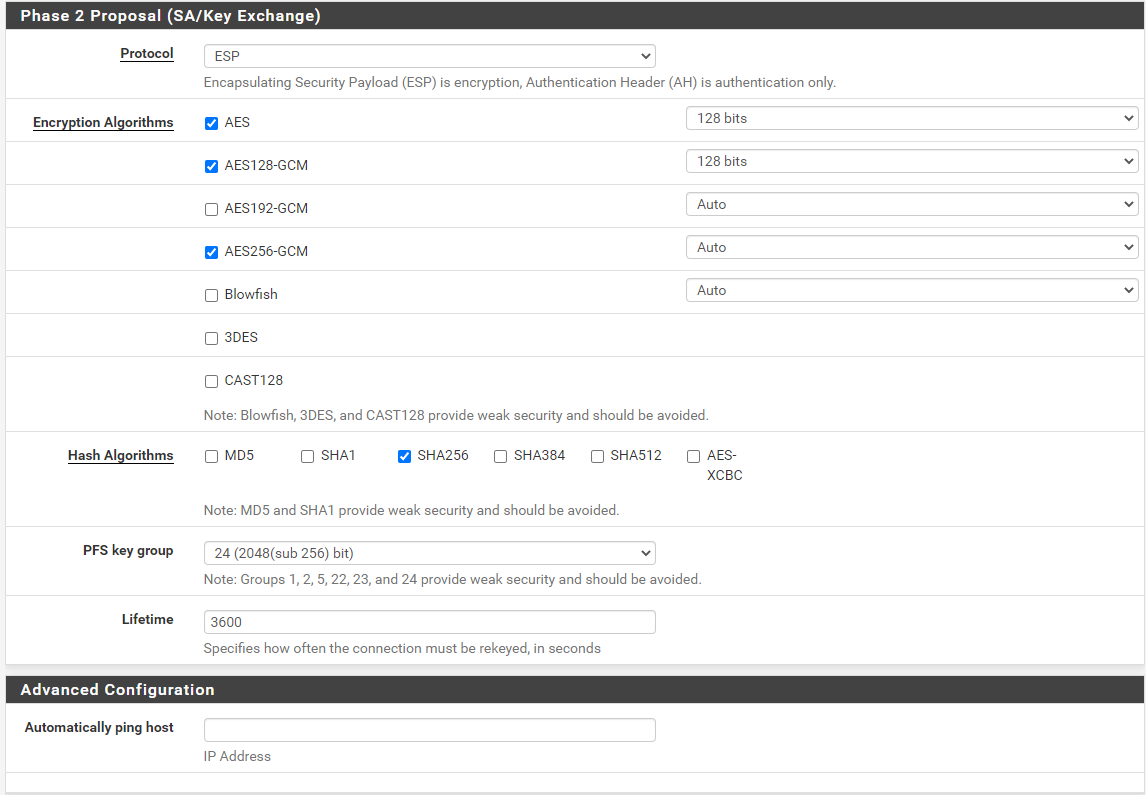 Phase 2 Proposal (SA/Key Exchange)
Protocol
ESP
Encapsulating Security Payload (ESP) is encryption, Authentication Header (AH) is authentication only.
Encryption Algorithms
AES
128 bits
AES128-GCM
128 bits
AES192-GCM
Auto
AES256-GCM
Auto
Blowfish
Auto
3DES
CAST128
Note: Blowfish, 3DES, and CAST128 provide weak security and should be avoided.
Hash Algorithms
MD5
SHA1
SHA256
SHA384
SHA512
AES-
XCBC
Note: MD5 and SHA1 provide weak security and should be avoided.
PFS key group
24 (2048(sub 256) bit)
Note: Groups 1, 2, 5, 22, 23, and 24 provide weak security and should be avoided.
Lifetime
3600
Specifies how often the connection must be rekeyed, in seconds
Advanced Configuration
Automatically ping host
IP Address